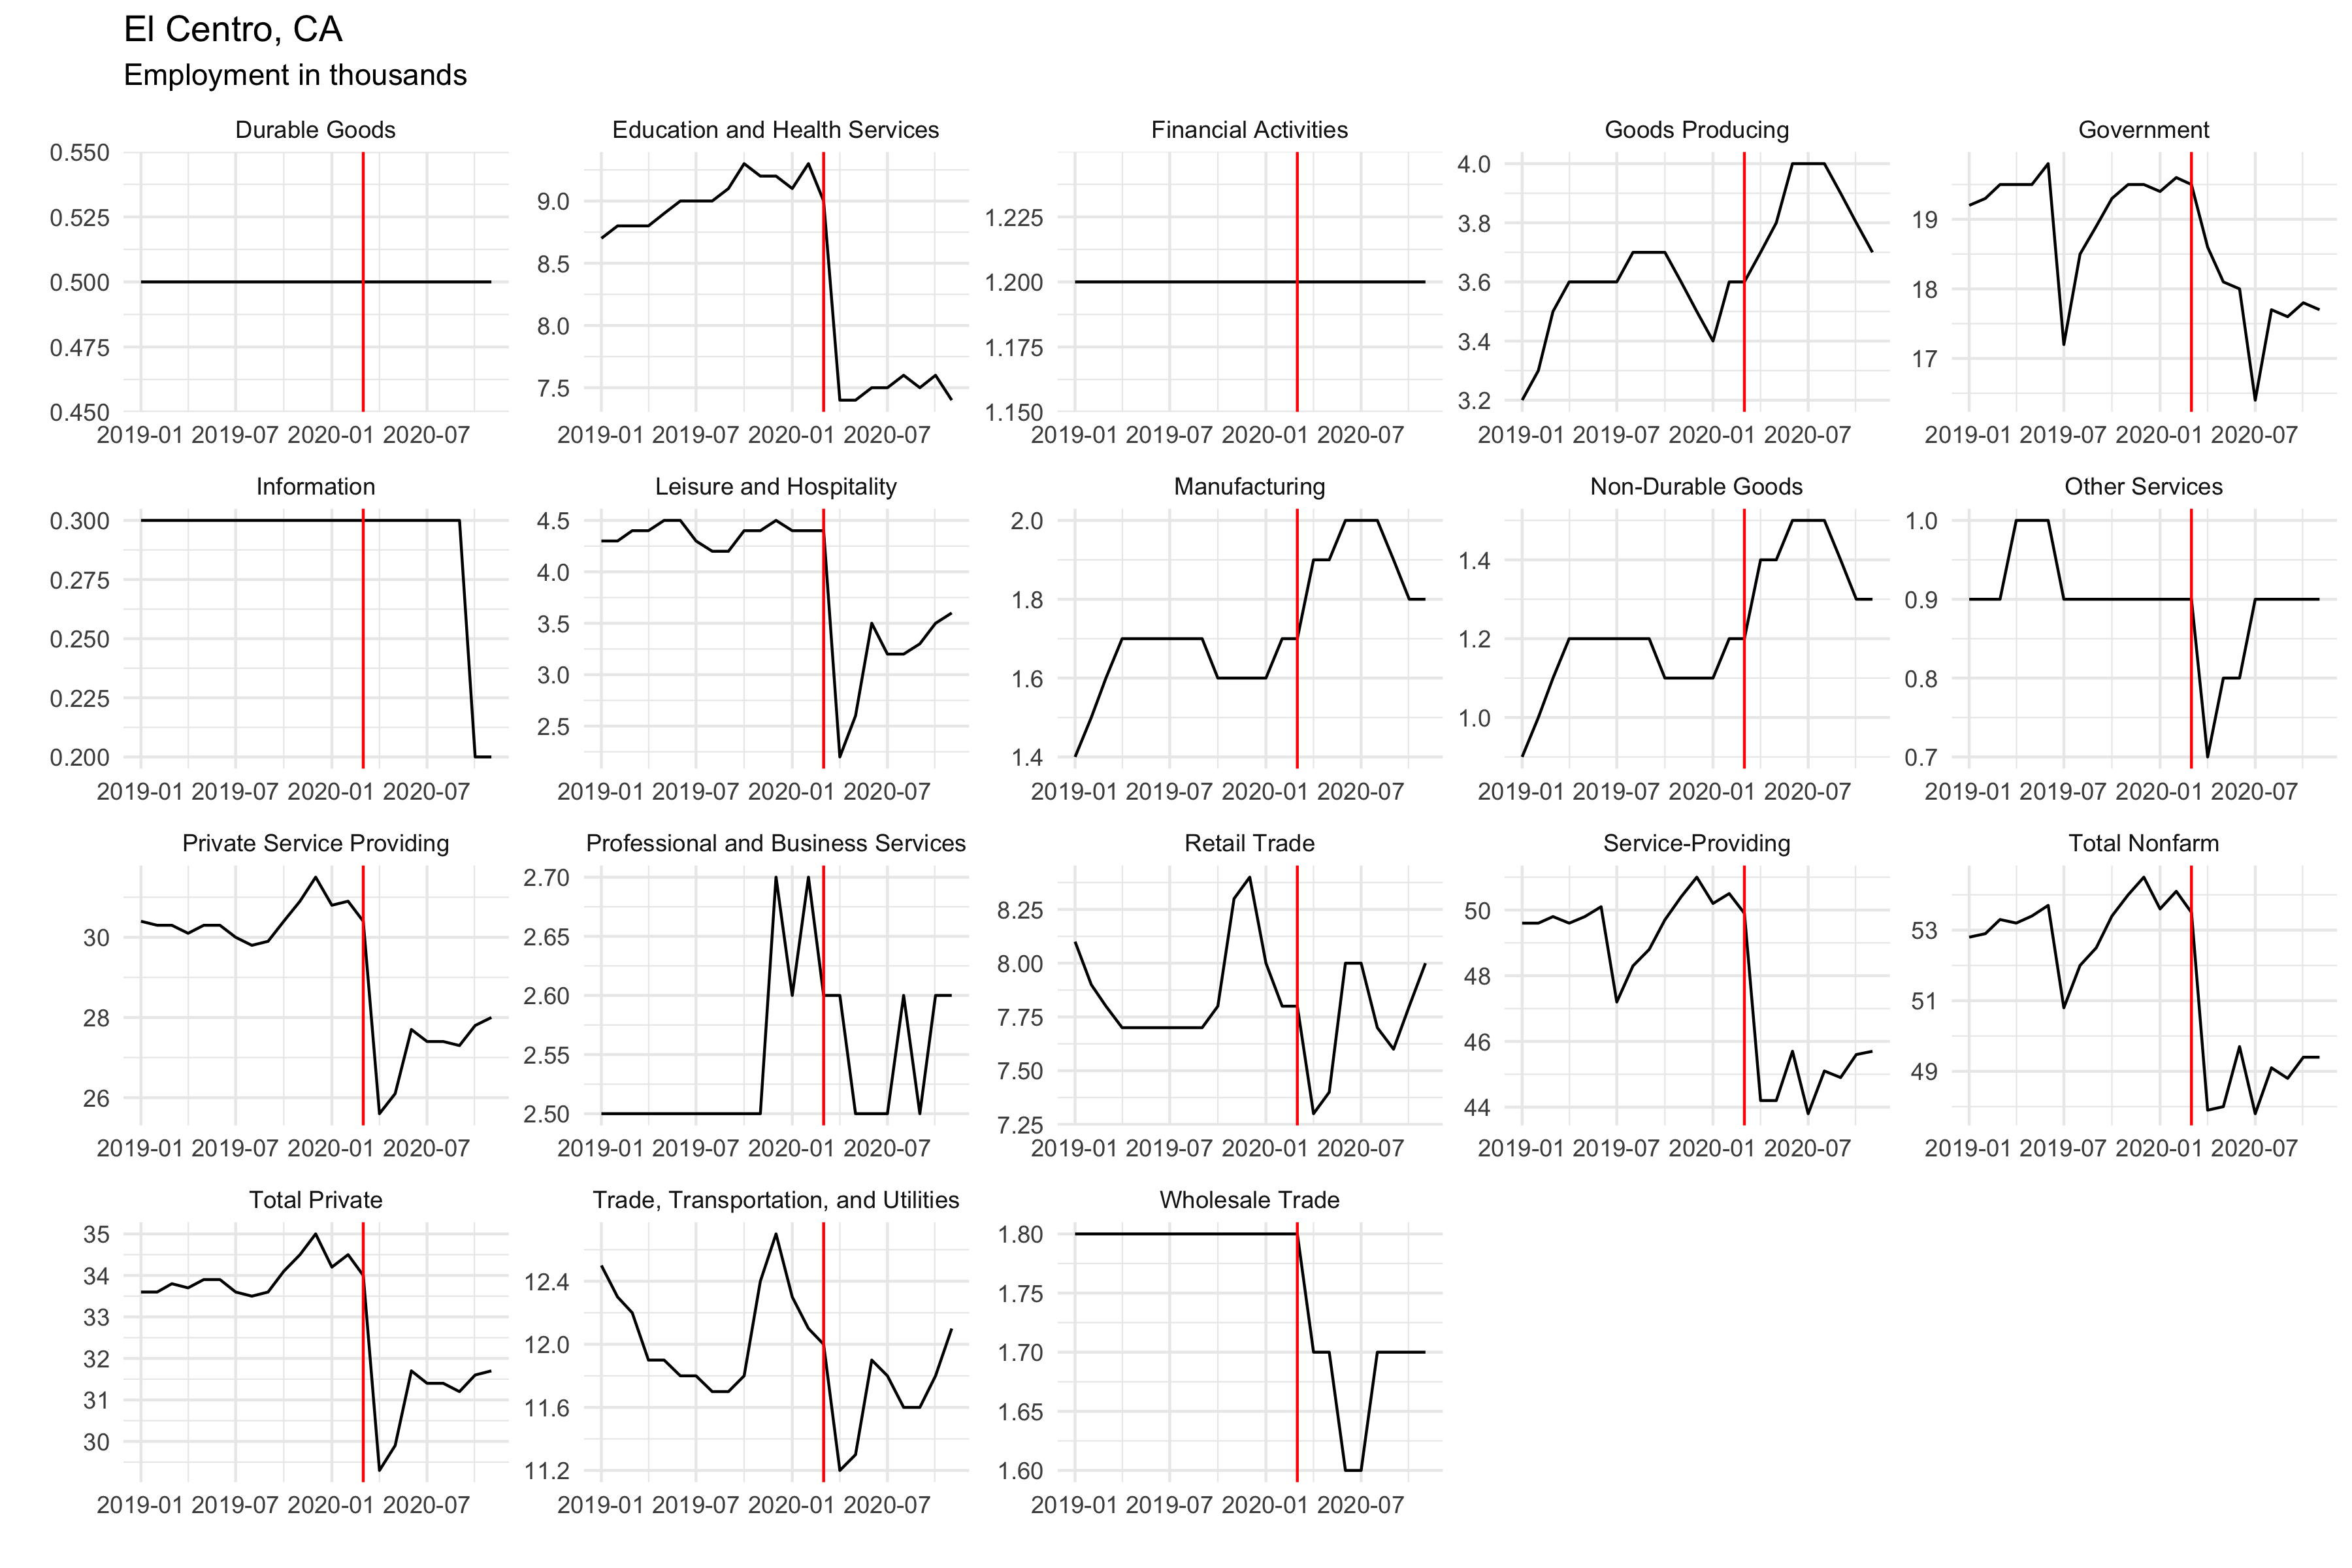 El Centro, CA
Employment in thousands
Durable Goods
0.550
0.525
0.500
0.475
0.450
2019-01 2019-07 2020-01 2020-07
Education and Health Services
9.0
8.5
8.0
7.5
2019-01 2019-07 2020-01 2020-07
Financial Activities
1.225
1.200
1.175
1.150
2019-01 2019-07 2020-01 2020-07
Goods Producing
4.0
3.8
3.6
3.4
3.2
2019-01 2019-07 2020-01 2020-07
Government
19
18
17
2019-01 2019-07 2020-01 2020-07
Information
0.300
0.275
0.250
0.225
0.200
2019-01 2019-07 2020-01 2020-07
Leisure and Hospitality
4.5
4.0
3.5
3.0
2.5
2019-01 2019-07 2020-01 2020-07
Manufacturing
2.0
1.8
1.6
1.4
2019-01 2019-07 2020-01 2020-07
Non-Durable Goods
1.4
1.2
1.0
2019-01 2019-07 2020-01 2020-07
Other Services
1.0
0.9
0.8
0.7
2019-01 2019-07 2020-01 2020-07
Private Service Providing
30
28
26
2019-01 2019-07 2020-01 2020-07
Professional and Business Services
2.70
2.65
2.60
2.55
2.50
2019-01 2019-07 2020-01 2020-07
Retail Trade
8.25
8.00
7.75
7.50
7.25
2019-01 2019-07 2020-01 2020-07
Service-Providing
50
48
46
44
2019-01 2019-07 2020-01 2020-07
Total Nonfarm
53
51
49
2019-01 2019-07 2020-01 2020-07
Total Private
35
34
33
32
31
30
2019-01 2019-07 2020-01 2020-07
Trade, Transportation, and Utilities
12.4
12.0
11.6
11.2
2019-01 2019-07 2020-01 2020-07
Wholesale Trade
1.80
1.75
1.70
1.65
1.60
2019-01 2019-07 2020-01 2020-07